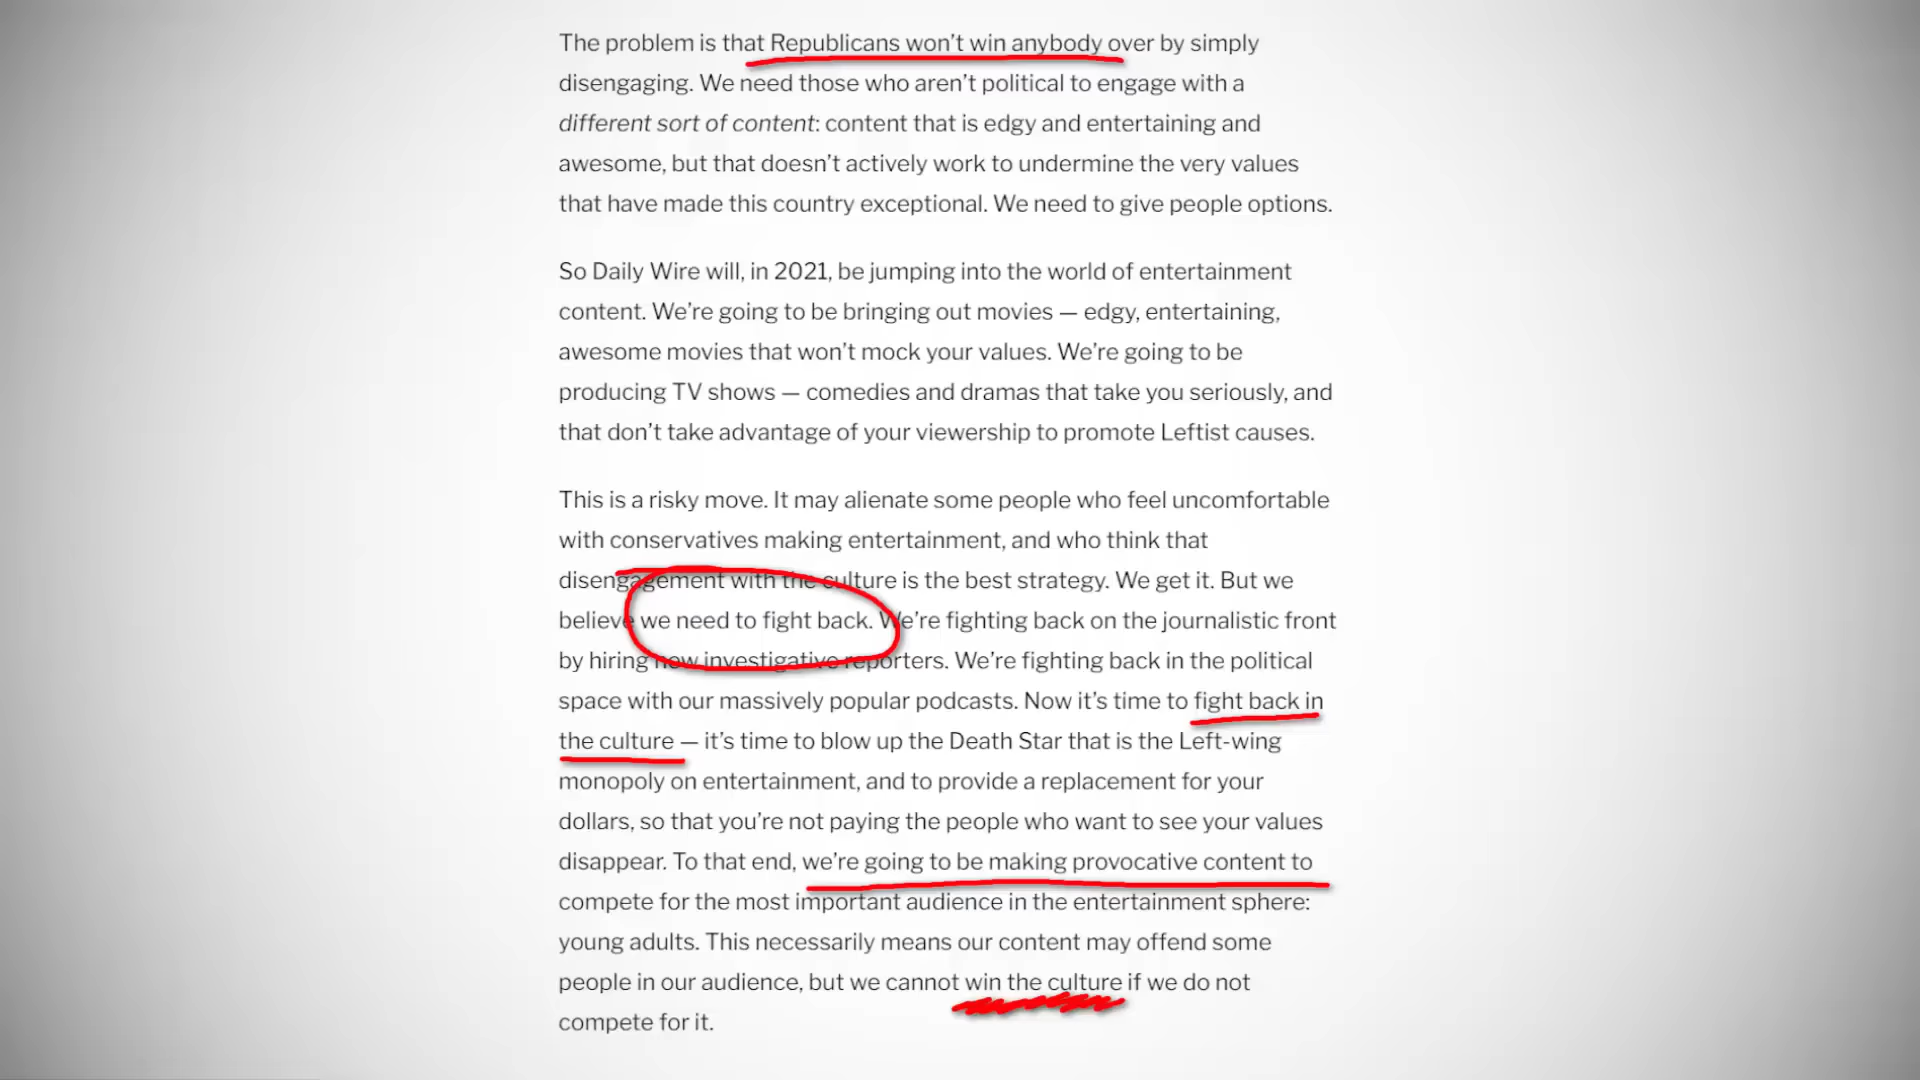 The problem is that Republicans won't win anybody over by simply
disengaging. We need those who aren't political to engage with a
different sort of content: content that is edgy and entertaining and
awesome, but that doesn't actively work to undermine the very values
that have made this country exceptional. We need to give people options.
So Daily Wire will, in 2021, be jumping into the world of entertainment
content. We're going to be bringing out movies — edgy, entertaining,
awesome movies that won't mock your values. We're going to be
producing TV shows — comedies and dramas that take you seriously, and
that don't take advantage of your viewership to promote Leftist causes.
This is a risky move. It may alienate some people who feel uncomfortable
with conservatives making entertainment, and who think that
disengagement with the culture is the best strategy. We get it. But we
believe we need to fight back. We're fighting back on the journalistic front
by hiring new investigative reporters. We're fighting back in the political
space with our massively popular podcasts. Now it's time to fight back in
the culture — it's time to blow up the Death Star that is the Left-wing
monopoly on entertainment, and to provide a replacement for your
dollars, so that you're not paying the people who want to see your values
disappear. To that end, we're going to be making provocative content to
compete for the most important audience in the entertainment sphere:
young adults. This necessarily means our content may offend some
people in our audience, but we cannot win the culture if we do not
compete for it.